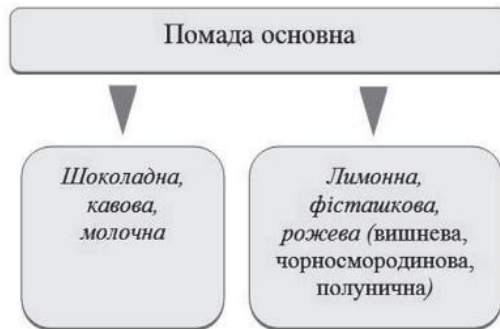 Помада основна
Шоколадна,
кавова,
молочна
Лимонна,
фісташкова,
рожева (вишнева,
чорносмородинова,
полунична)